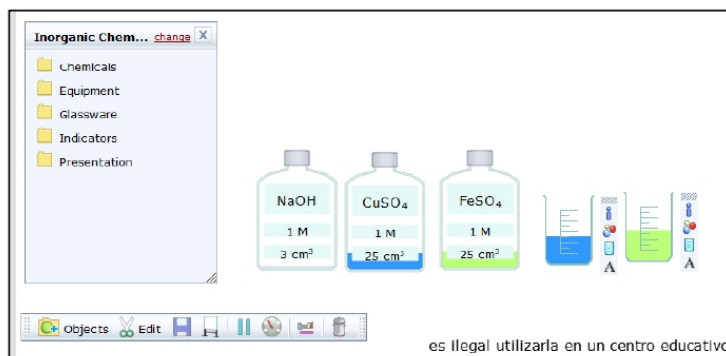 Inorganic Chem... change X
Chemicals
Equipment
Glassware
Indicators
Presentation
NaOH
1 M
3 cm³
CuSO₄
1 M
25 cm³
FeSO₄
1 M
25 cm³
A
A
Objects Edit
es ilegal utilizarla en un centro educativo